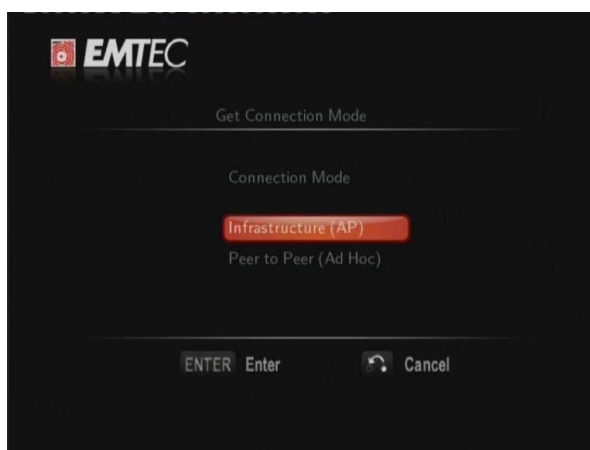 EMTEC
Get Connection Mode
Connection Mode
Infrastructure (AP)
Peer to Peer (Ad Hoc)
ENTER Enter Cancel